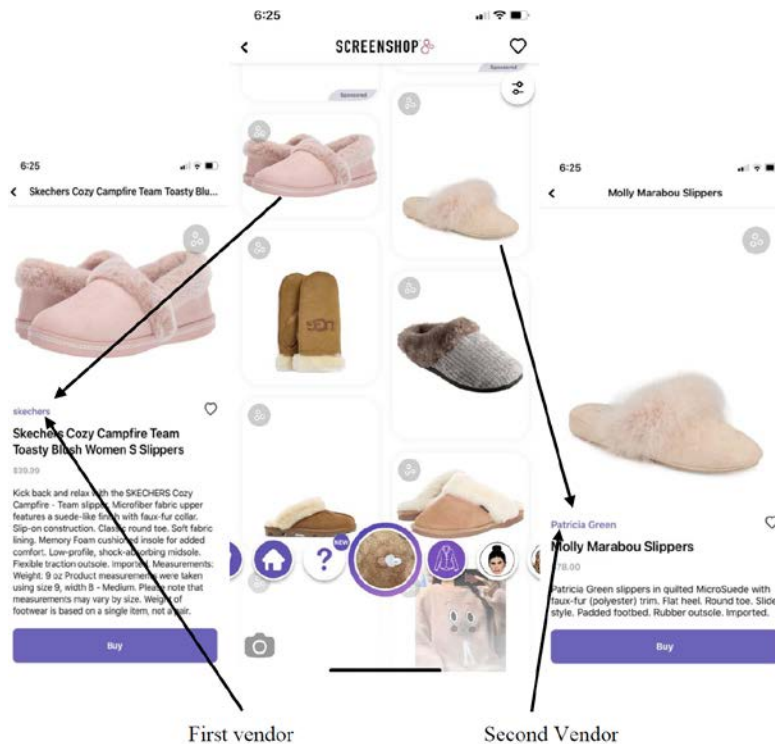 6:25
SCREENSHOP
Sponsored
Sponsored
UGG
NEW
?
6:25
Skechers Cozy Campfire Team Toasty Blu...
skechers
Skechers Cozy Campfire Team
Toasty Blush Women S Slippers
$39.99
Kick back and relax with the SKECHERS Cozy
Campfire - Team slipper. Microfiber fabric upper
features a suede-like finish with faux-fur collar.
Slip-on construction. Classic round toe. Soft fabric
lining. Memory Foam cushioned insole for added
comfort. Low-profile, shock-absorbing midsole.
Flexible traction outsole. Imported. Measurements:
Weight: 9 oz Product measurements were taken
using size 9, width B - Medium. Please note that
measurements may vary by size. Weight of
footwear is based on a single item, not a pair.
Buy
6:25
Molly Marabou Slippers
Patricia Green
Molly Marabou Slippers
78.00
Patricia Green slippers in quilted MicroSuede with
faux-fur (polyester) trim. Flat heel. Round toe. Slide
style. Padded footbed. Rubber outsole. Imported.
Buy
First vendor
Second Vendor